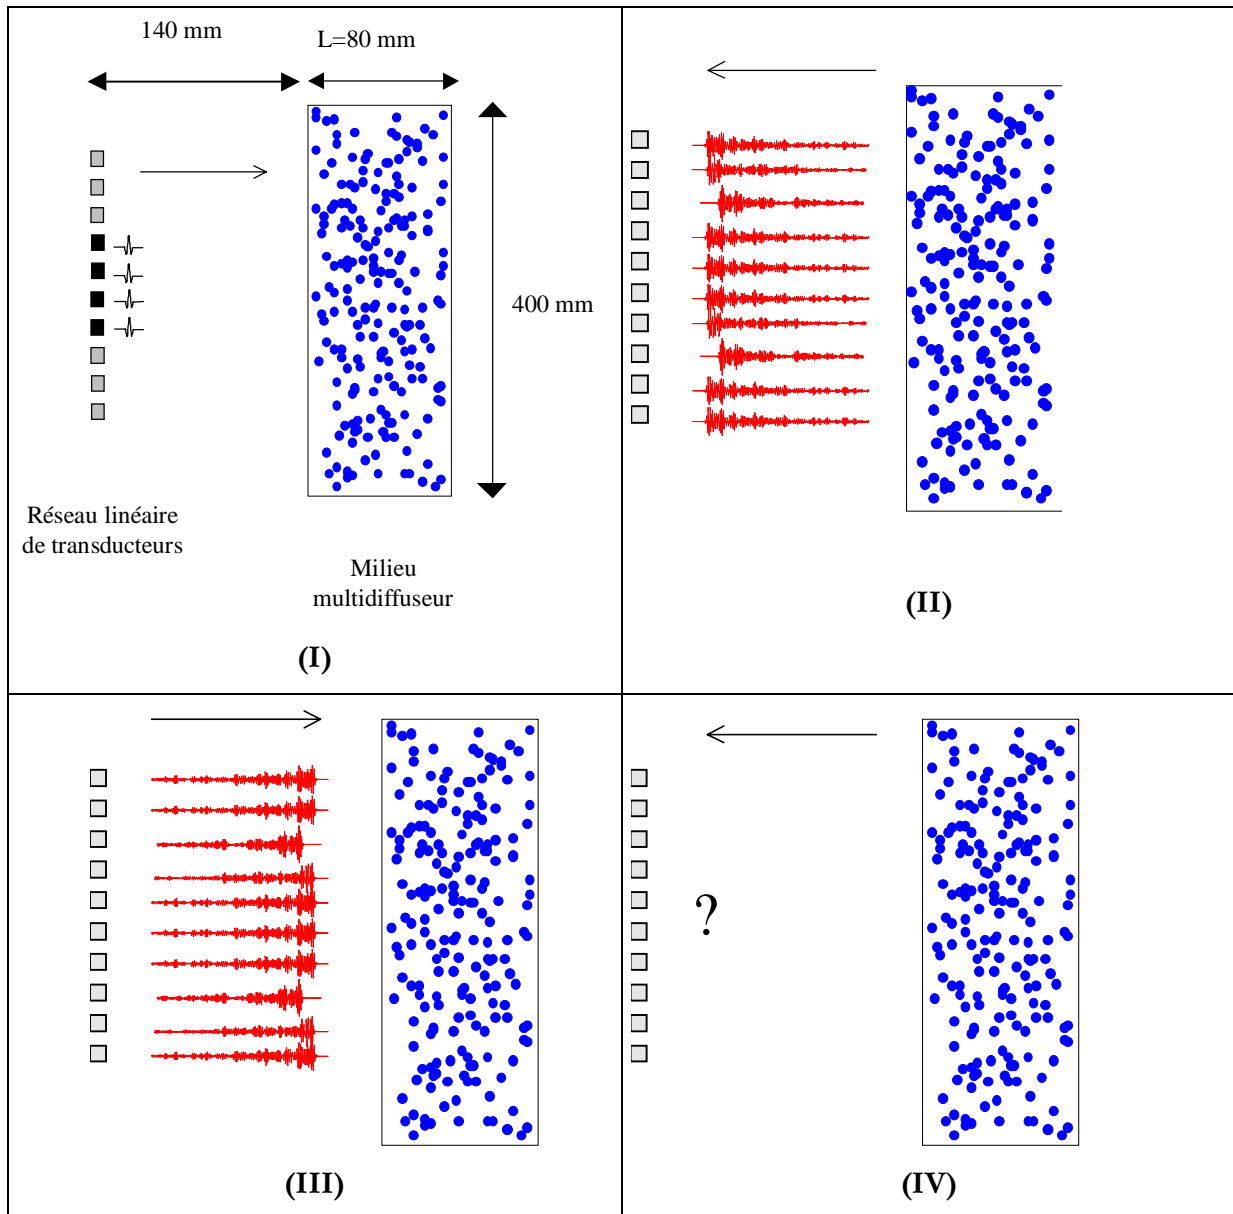 140 mm
L=80 mm
400 mm
Réseau linéaire
de transducteurs
Milieu
multidiffuseur
(I)
(II)
?
(III)
(IV)